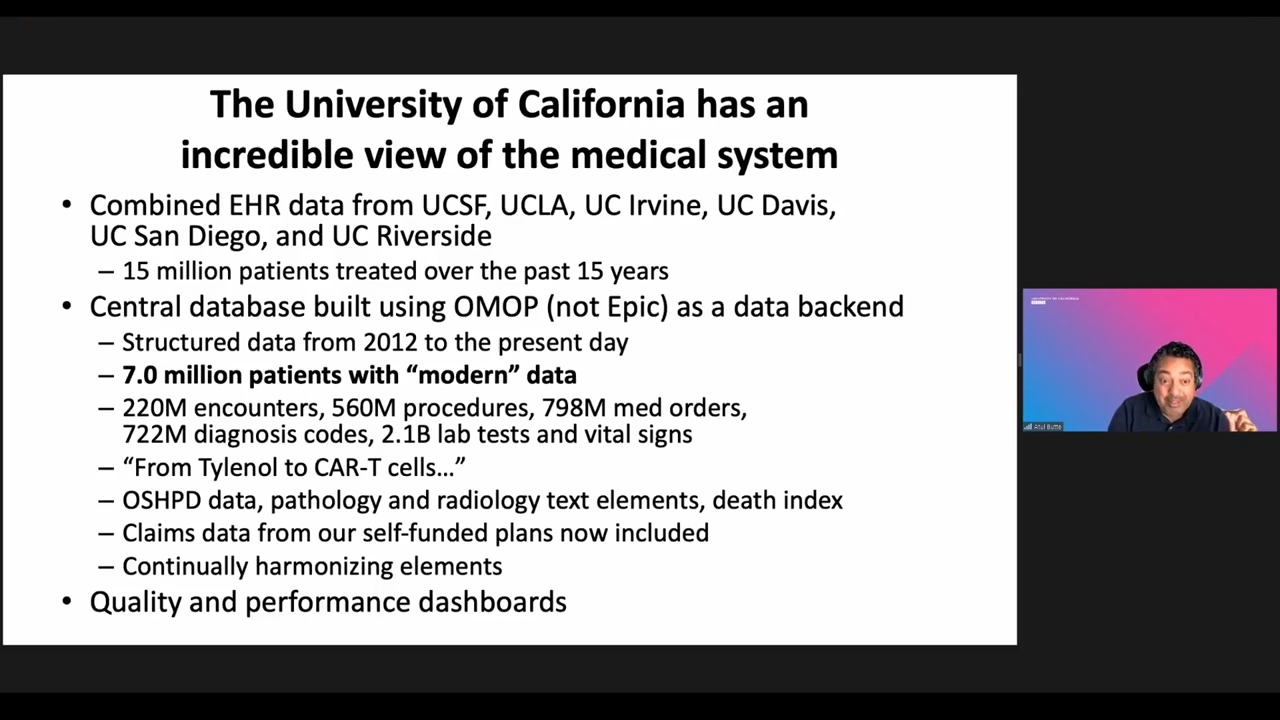 The University of California has an
incredible view of the medical system
• Combined EHR data from UCSF, UCLA, UC Irvine, UC Davis,
UC San Diego, and UC Riverside
– 15 million patients treated over the past 15 years
• Central database built using OMOP (not Epic) as a data backend
– Structured data from 2012 to the present day
– 7.0 million patients with “modern” data
– 220M encounters, 560M procedures, 798M med orders,
722M diagnosis codes, 2.1B lab tests and vital signs
– “From Tylenol to CAR-T cells…”
– OSHPD data, pathology and radiology text elements, death index
– Claims data from our self-funded plans now included
– Continually harmonizing elements
• Quality and performance dashboards
UNIVERSITY OF CALIFORNIA
Atul Butte